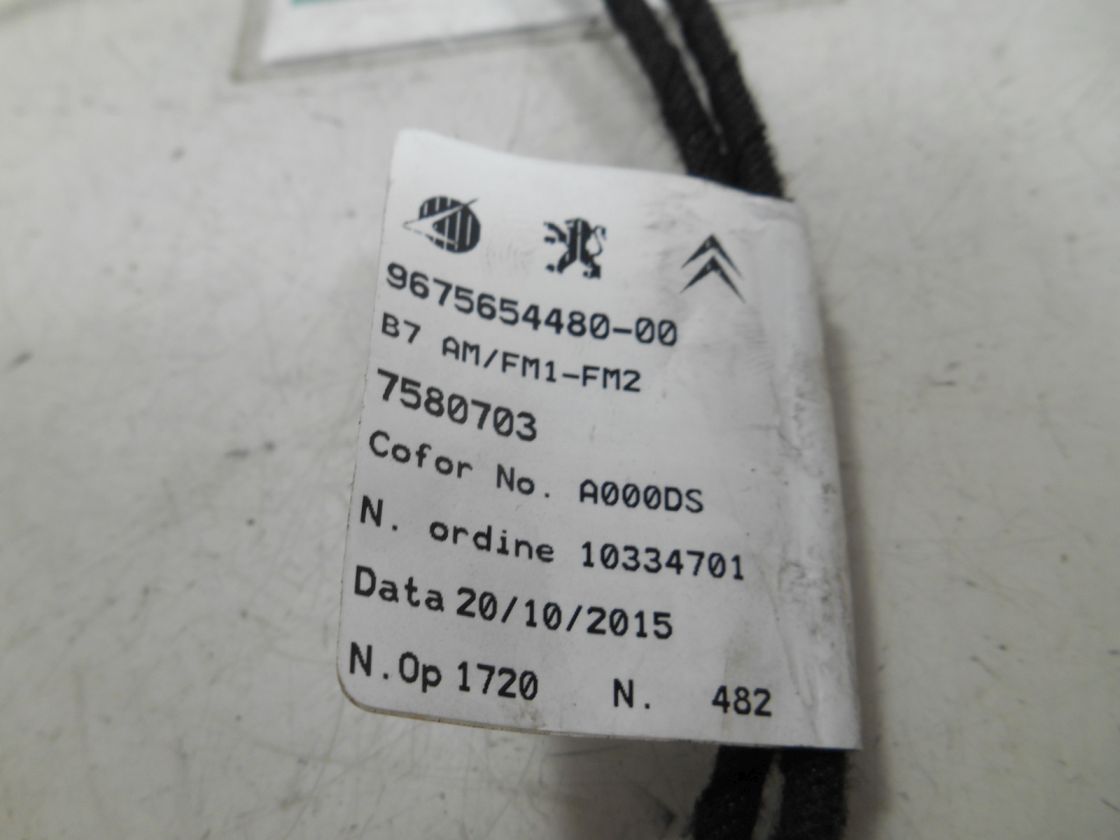 9675654480-00
B7 AM/FM1-FM2
7580703
Cofor No. A000DS
N. ordine 10334701
Data 20/10/2015
N.Op 1720 N. 482